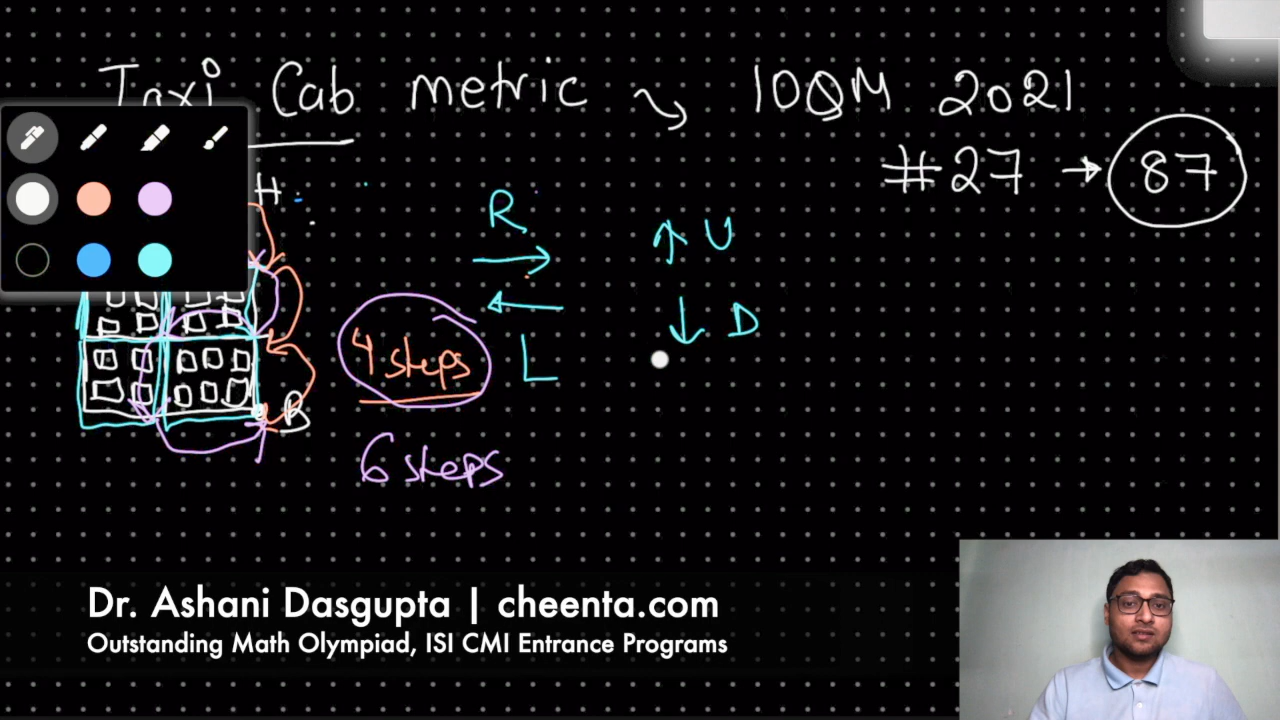 Taxi Cab metric → IOQM 2021
#27 → 87
H
R
↑ U
↓ D
4 steps
L
B
6 steps
Dr. Ashani Dasgupta | cheenta.com
Outstanding Math Olympiad, ISI CMI Entrance Programs